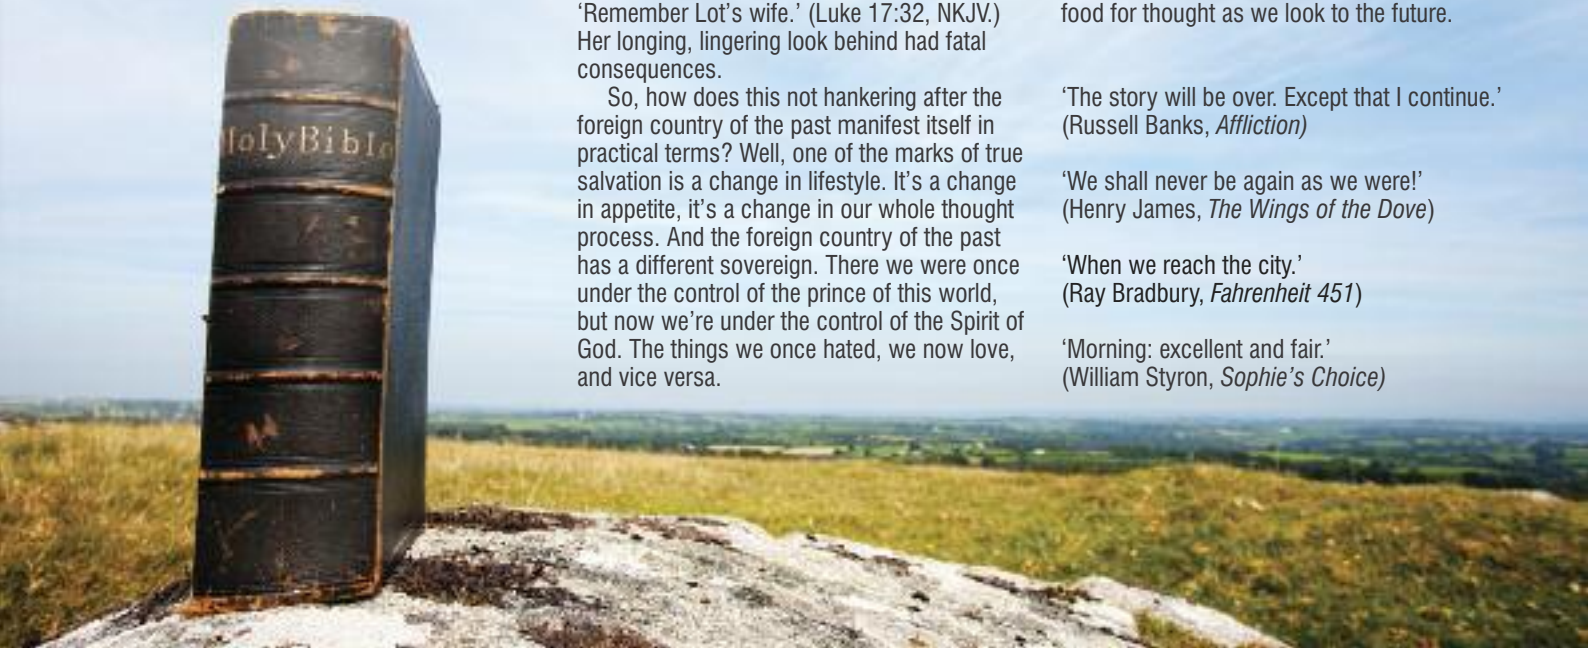 HolyBible
‘Remember Lot’s wife.’ (Luke 17:32, NKJV.)
Her longing, lingering look behind had fatal
consequences.
So, how does this not hankering after the
foreign country of the past manifest itself in
practical terms? Well, one of the marks of true
salvation is a change in lifestyle. It’s a change
in appetite, it’s a change in our whole thought
process. And the foreign country of the past
has a different sovereign. There we were once
under the control of the prince of this world,
but now we’re under the control of the Spirit of
God. The things we once hated, we now love,
and vice versa.
food for thought as we look to the future.
‘The story will be over. Except that I continue.’
(Russell Banks, Affliction)
‘We shall never be again as we were!’
(Henry James, The Wings of the Dove)
‘When we reach the city.’
(Ray Bradbury, Fahrenheit 451)
‘Morning: excellent and fair.’
(William Styron, Sophie’s Choice)